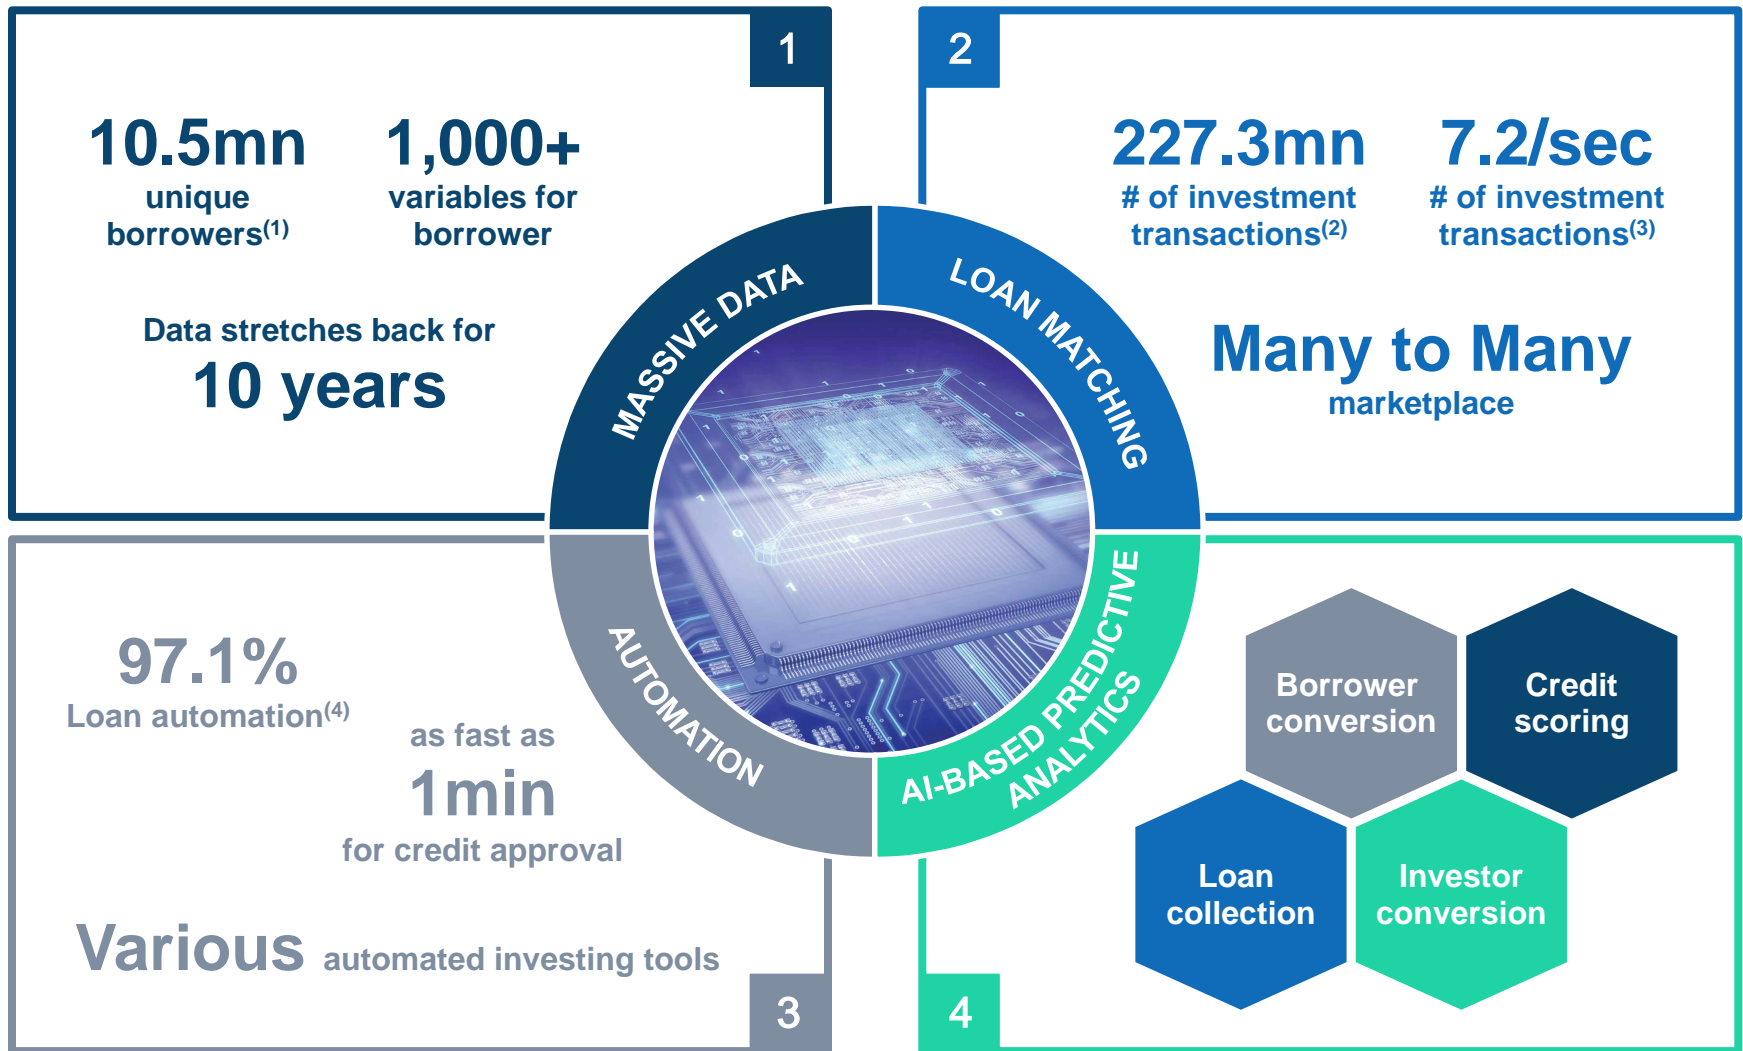 1
10.5mn
unique
borrowers(1)
1,000+
variables for
borrower
Data stretches back for
10 years
MASSIVE DATA
2
227.3mn
# of investment
transactions(2)
7.2/sec
# of investment
transactions(3)
Many to Many
marketplace
LOAN MATCHING
97.1%
Loan automation(4)
as fast as
1min
for credit approval
Various automated investing tools
3
AUTOMATION
AI-BASED PREDICTIVE
ANALYTICS
Borrower
conversion
Credit
scoring
Loan
collection
Investor
conversion
4